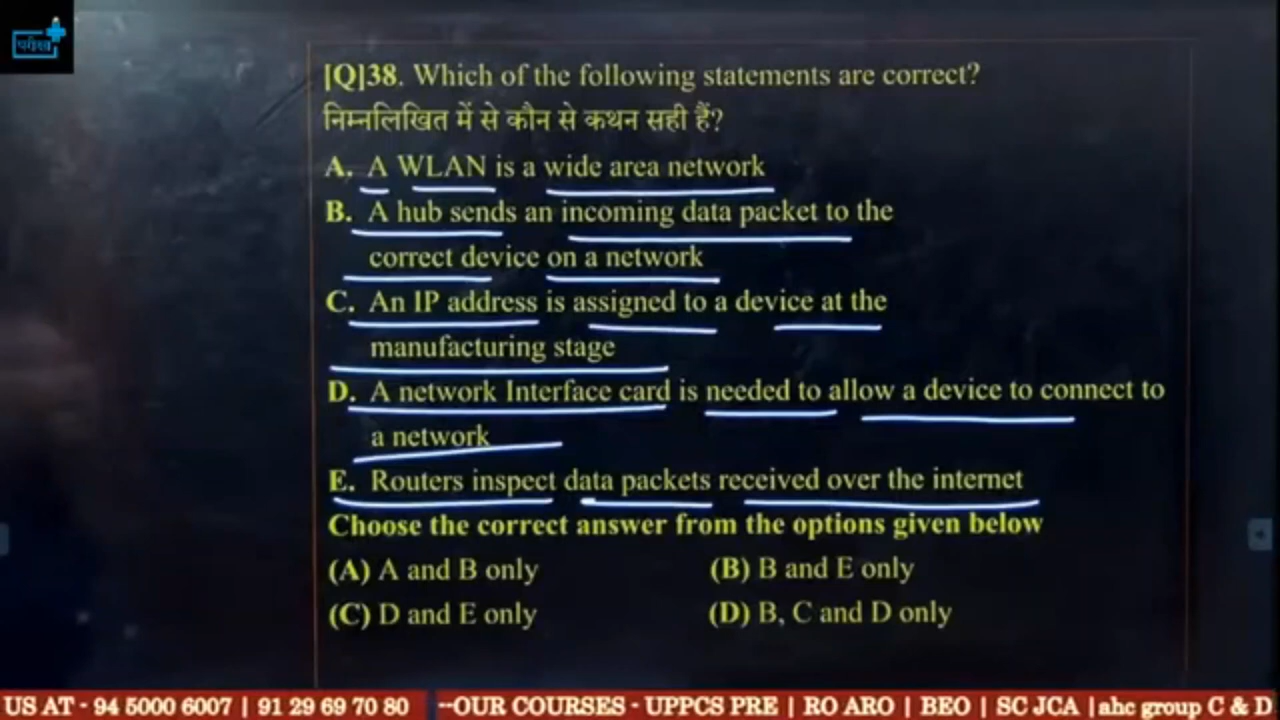 परीक्षा
[Q]38. Which of the following statements are correct?
निम्नलिखित में से कौन से कथन सही हैं?
A. A WLAN is a wide area network
B. A hub sends an incoming data packet to the
correct device on a network
C. An IP address is assigned to a device at the
manufacturing stage
D. A network Interface card is needed to allow a device to connect to
a network
E. Routers inspect data packets received over the internet
Choose the correct answer from the options given below
(A) A and B only (B) B and E only
(C) D and E only (D) B, C and D only
US AT - 94 5000 6007 | 91 29 69 70 80 --OUR COURSES - UPPCS PRE | RO ARO | BEO | SC JCA |ahc group C & D